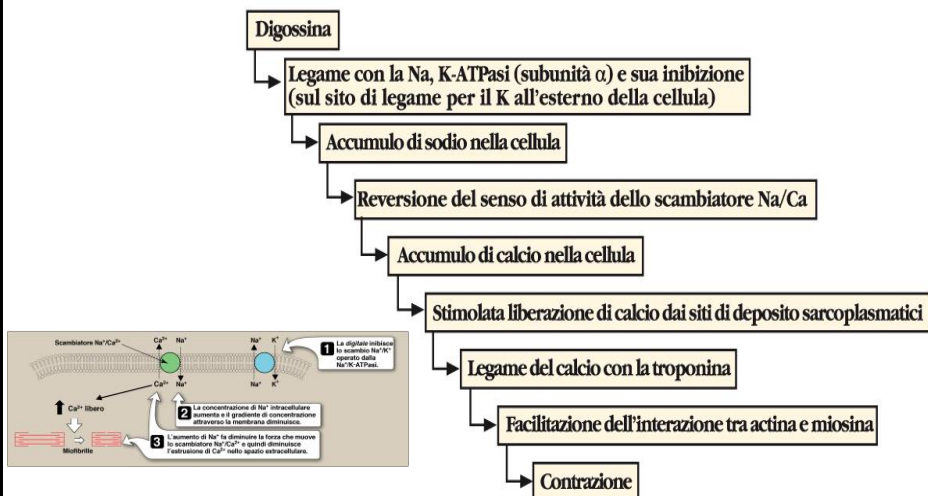 Digossina
Legame con la Na, K-ATPasi (subunità α) e sua inibizione
(sul sito di legame per il K all'esterno della cellula)
Accumulo di sodio nella cellula
Reversione del senso di attività dello scambiatore Na/Ca
Accumulo di calcio nella cellula
Stimolata liberazione di calcio dai siti di deposito sarcoplasmatici
Legame del calcio con la troponina
Facilitazione dell'interazione tra actina e miosina
Contrazione
Scambiatore Na⁺/Ca²⁺
Ca²⁺ Na⁺
Na⁺ K⁺
1 La digitale inibisce
lo scambio Na⁺/K⁺
operato dalla
Na⁺/K⁺-ATPasi.
Ca²⁺ Na⁺
Na⁺ K⁺
Ca²⁺ libero
2 La concentrazione di Na⁺ intracellulare
aumenta e il gradiente di concentrazione
attraverso la membrana diminuisce.
3 L'aumento di Na⁺ fa diminuire la forza che muove
lo scambiatore Na⁺/Ca²⁺ e quindi diminuisce
l'estrusione di Ca²⁺ nello spazio extracellulare.
Miofibrille